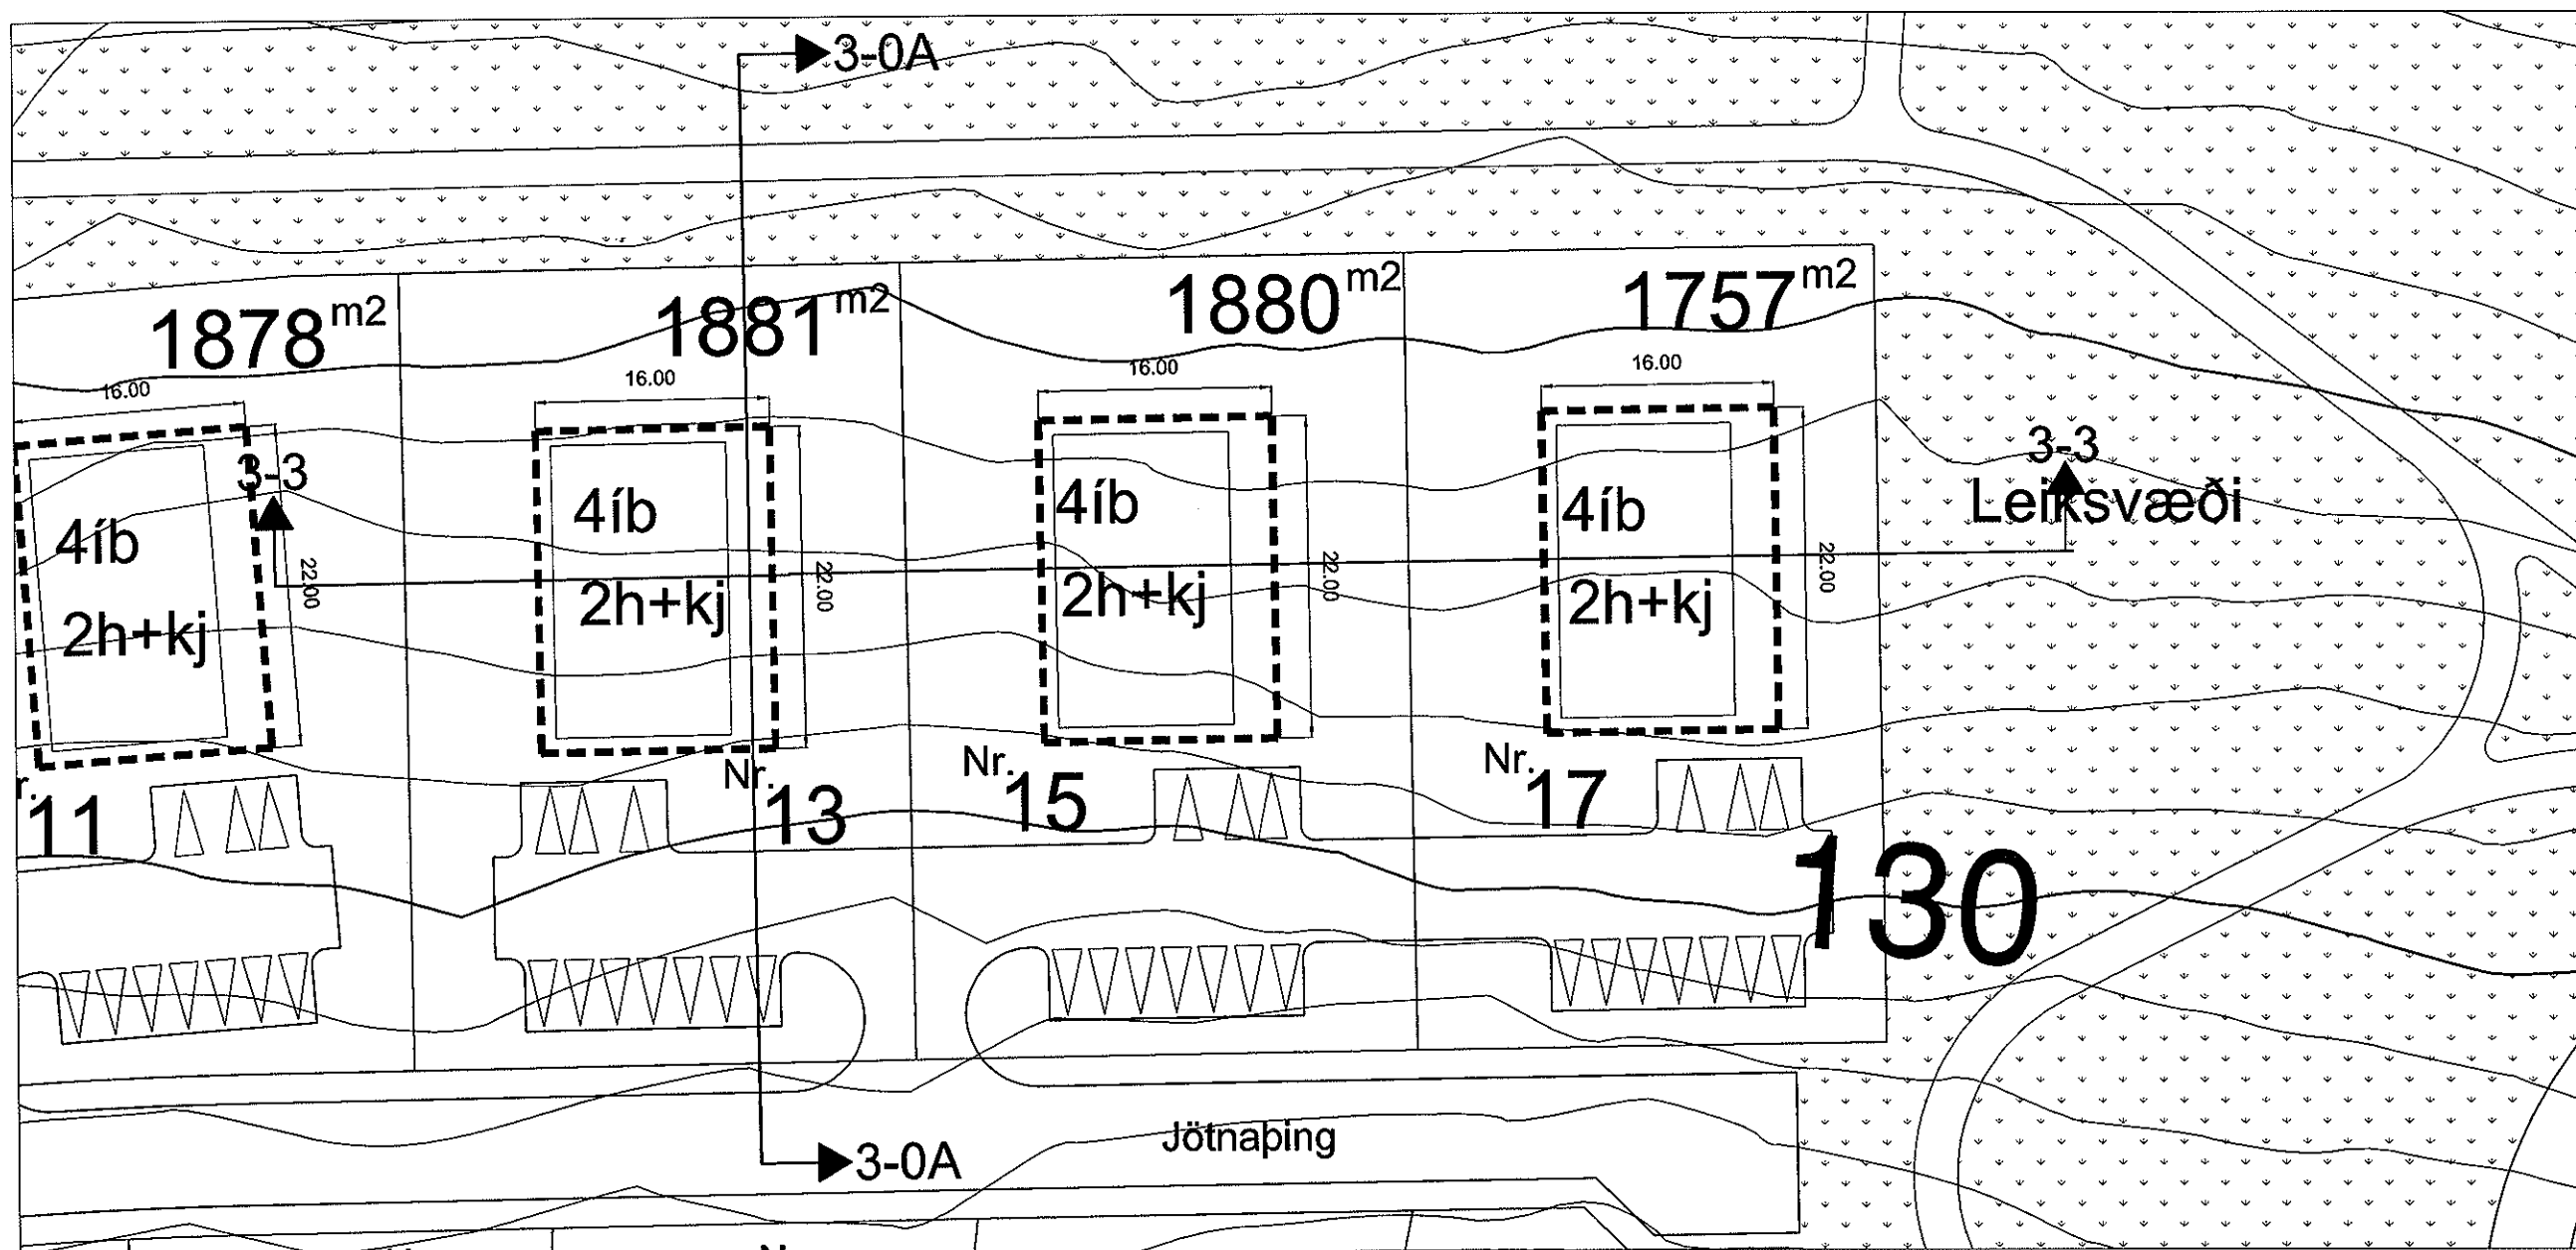 3-0A
1878 m2
1881 m2
1880 m2
1757 m2
16.00
16.00
16.00
16.00
3-3
3-3
Leiksvæði
4íb
4íb
4íb
4íb
22.00
22.00
22.00
22.00
2h+kj
2h+kj
2h+kj
2h+kj
11
Nr. 13
Nr. 15
Nr. 17
130
Jötnaþing
3-0A